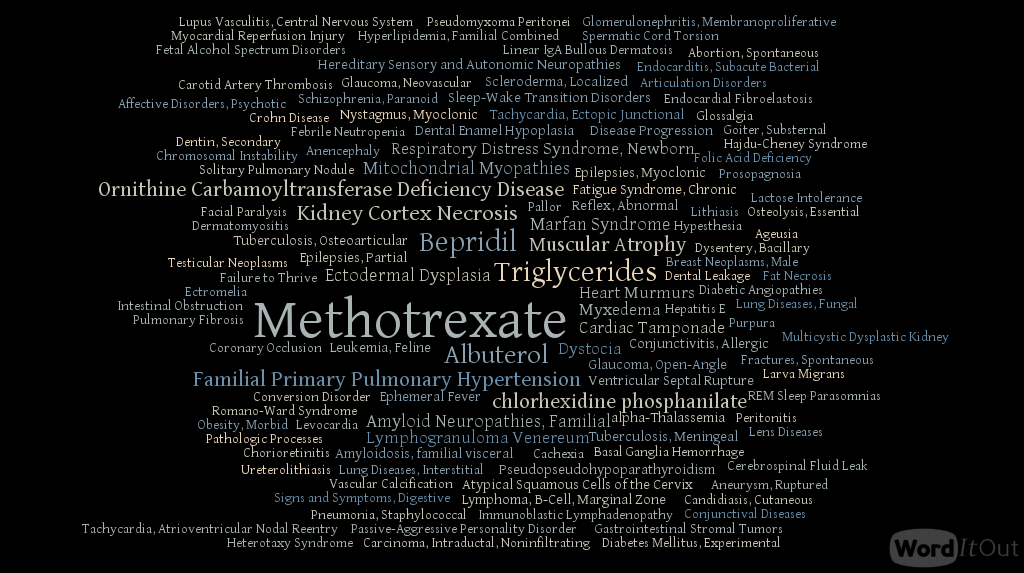 Lupus Vasculitis, Central Nervous System Pseudomyxoma Peritonei Glomerulonephritis, Membranoproliferative
Myocardial Reperfusion Injury Hyperlipidemia, Familial Combined Spermatic Cord Torsion
Fetal Alcohol Spectrum Disorders Linear IgA Bullous Dermatosis Abortion, Spontaneous
Hereditary Sensory and Autonomic Neuropathies Endocarditis, Subacute Bacterial
Carotid Artery Thrombosis Glaucoma, Neovascular Scleroderma, Localized Articulation Disorders
Affective Disorders, Psychotic Schizophrenia, Paranoid Sleep-Wake Transition Disorders Endocardial Fibroelastosis
Crohn Disease Nystagmus, Myoclonic Tachycardia, Ectopic Junctional Glossalgia
Febrile Neutropenia Dental Enamel Hypoplasia Disease Progression Goiter, Substernal
Dentin, Secondary Anencephaly Respiratory Distress Syndrome, Newborn Hajdu-Cheney Syndrome
Chromosomal Instability Folic Acid Deficiency
Solitary Pulmonary Nodule Mitochondrial Myopathies Epilepsies, Myoclonic Prosopagnosia
Ornithine Carbamoyltransferase Deficiency Disease Fatigue Syndrome, Chronic
Lactose Intolerance
Facial Paralysis Kidney Cortex Necrosis Pallor Reflex, Abnormal Lithiasis Osteolysis, Essential
Dermatomyositis Marfan Syndrome Hypesthesia
Tuberculosis, Osteoarticular Bepridil Muscular Atrophy Ageusia
Dysentery, Bacillary
Testicular Neoplasms Epilepsies, Partial Breast Neoplasms, Male
Failure to Thrive Ectodermal Dysplasia Triglycerides Dental Leakage Fat Necrosis
Ectromelia Heart Murmurs Diabetic Angiopathies
Intestinal Obstruction Methotrexate Myxedema Hepatitis E Lung Diseases, Fungal
Pulmonary Fibrosis Cardiac Tamponade Purpura
Multicystic Dysplastic Kidney
Coronary Occlusion Leukemia, Feline Albuterol Dystocia Conjunctivitis, Allergic
Glaucoma, Open-Angle Fractures, Spontaneous
Familial Primary Pulmonary Hypertension Ventricular Septal Rupture Larva Migrans
Conversion Disorder Ephemeral Fever chlorhexidine phosphanilate REM Sleep Parasomnias
Romano-Ward Syndrome
Obesity, Morbid Levocardia Amyloid Neuropathies, Familial alpha-Thalassemia Peritonitis
Pathologic Processes Lymphogranuloma Venereum Tuberculosis, Meningeal Lens Diseases
Chorioretinitis Amyloidosis, familial visceral Cachexia Basal Ganglia Hemorrhage
Ureterolithiasis Lung Diseases, Interstitial Pseudopseudohypoparathyroidism Cerebrospinal Fluid Leak
Vascular Calcification Atypical Squamous Cells of the Cervix Aneurysm, Ruptured
Signs and Symptoms, Digestive Lymphoma, B-Cell, Marginal Zone Candidiasis, Cutaneous
Pneumonia, Staphylococcal Immunoblastic Lymphadenopathy Conjunctival Diseases
Tachycardia, Atrioventricular Nodal Reentry Passive-Aggressive Personality Disorder Gastrointestinal Stromal Tumors
Heterotaxy Syndrome Carcinoma, Intraductal, Noninfiltrating Diabetes Mellitus, Experimental
WordItOut